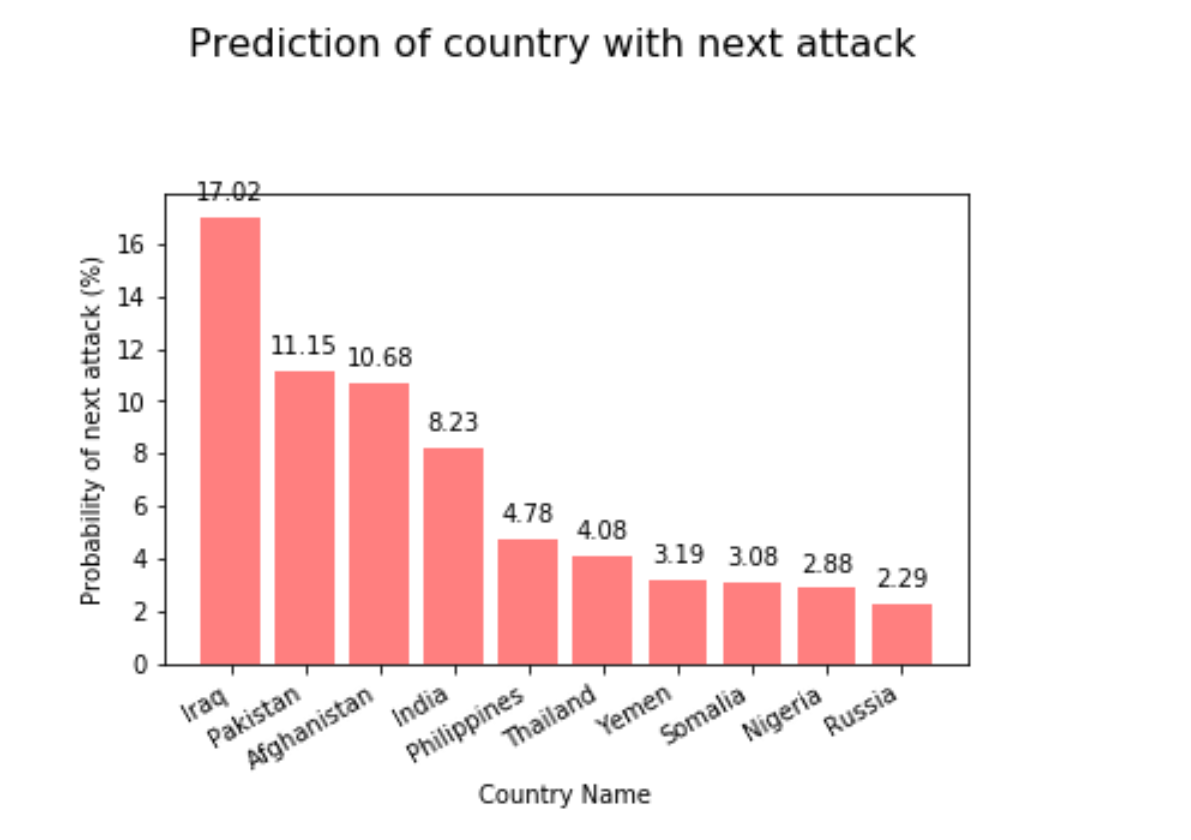 Prediction of country with next attack
17.02
11.15
10.68
8.23
4.78
4.08
3.19
3.08
2.88
2.29
Probability of next attack (%)
16
14
12
10
8
6
4
2
0
Iraq
Pakistan
Afghanistan
India
Philippines
Thailand
Yemen
Somalia
Nigeria
Russia
Country Name